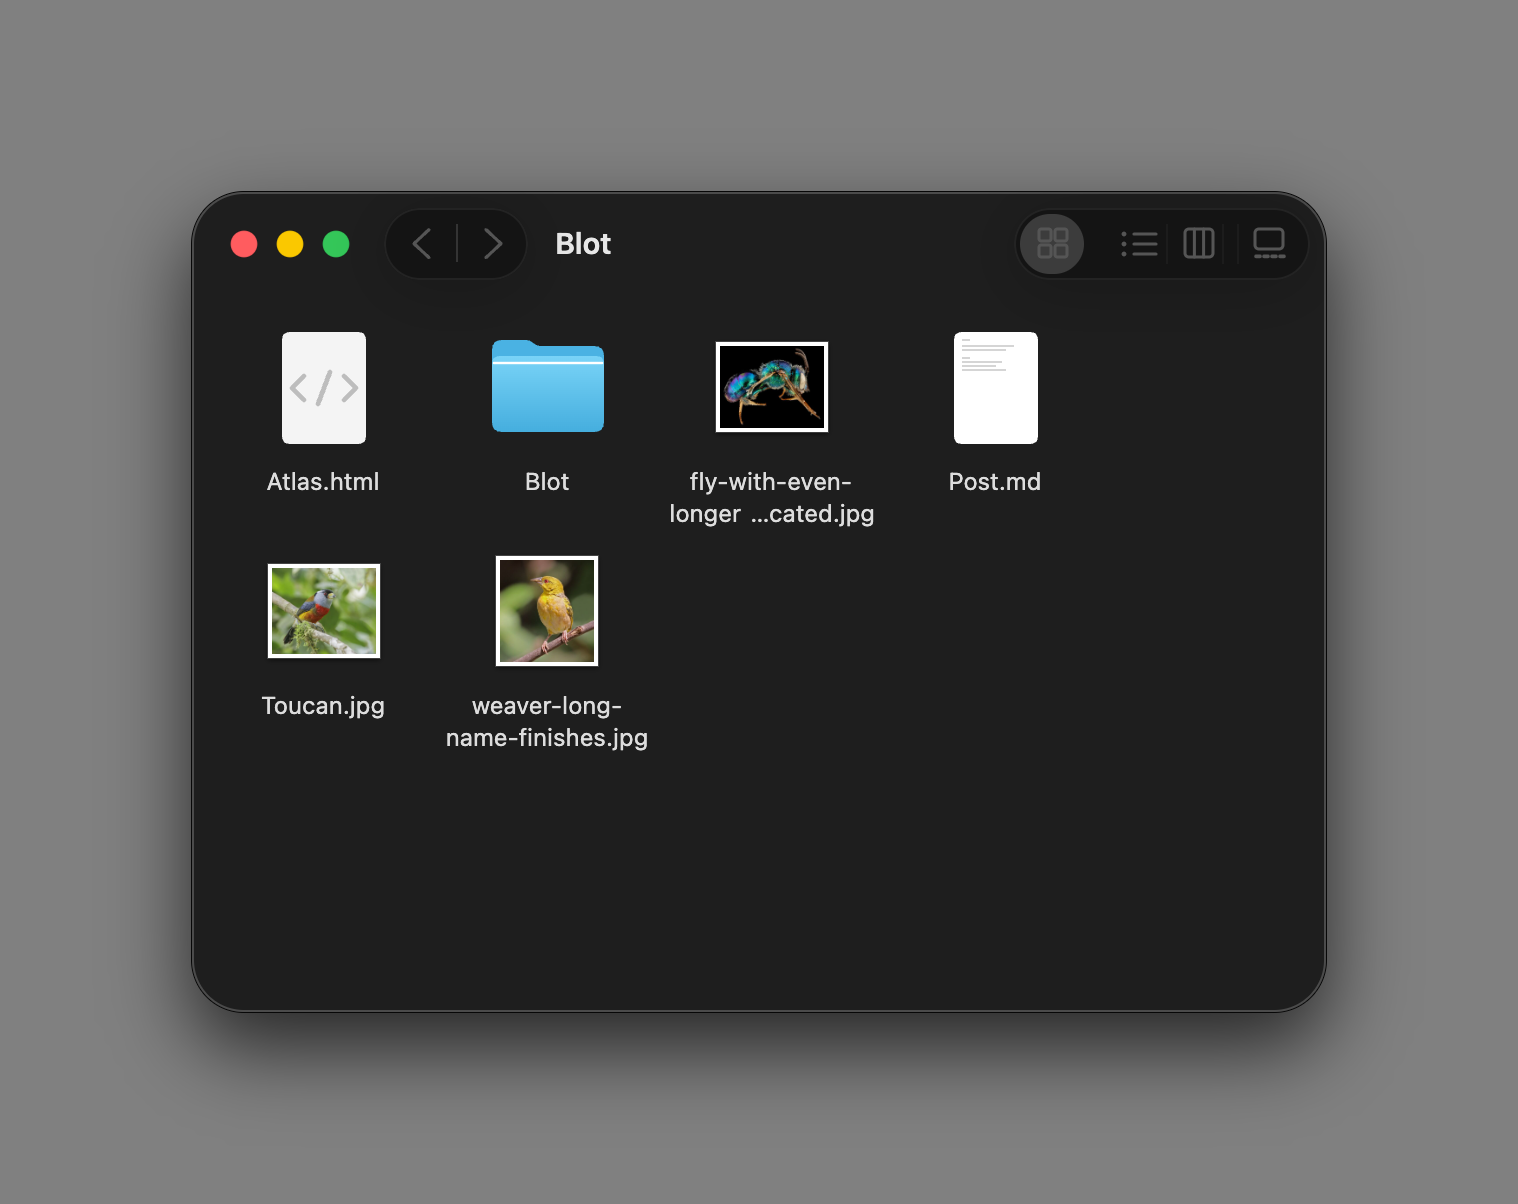 Blot
Atlas.html
Blot
fly-with-even-
longer ...cated.jpg
Post.md
Toucan.jpg
weaver-long-
name-finishes.jpg